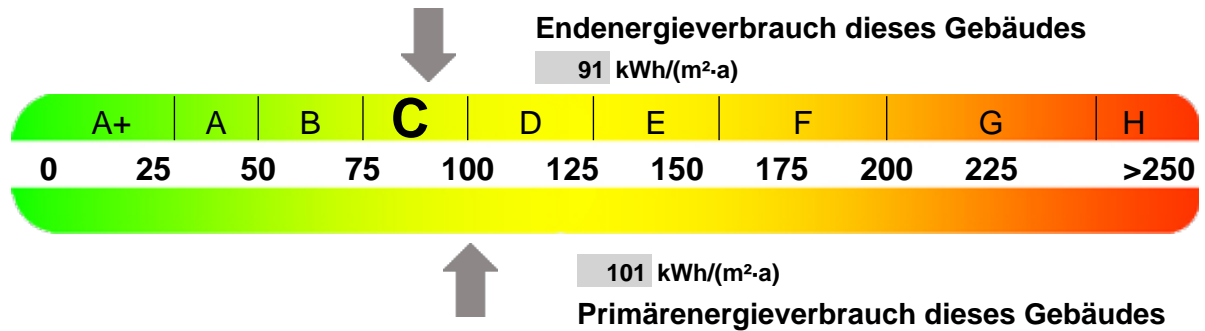 Endenergieverbrauch dieses Gebäudes
91 kWh/(m²·a)
A+ A B C D E F G H
0 25 50 75 100 125 150 175 200 225 >250
101 kWh/(m²·a)
Primärenergieverbrauch dieses Gebäudes